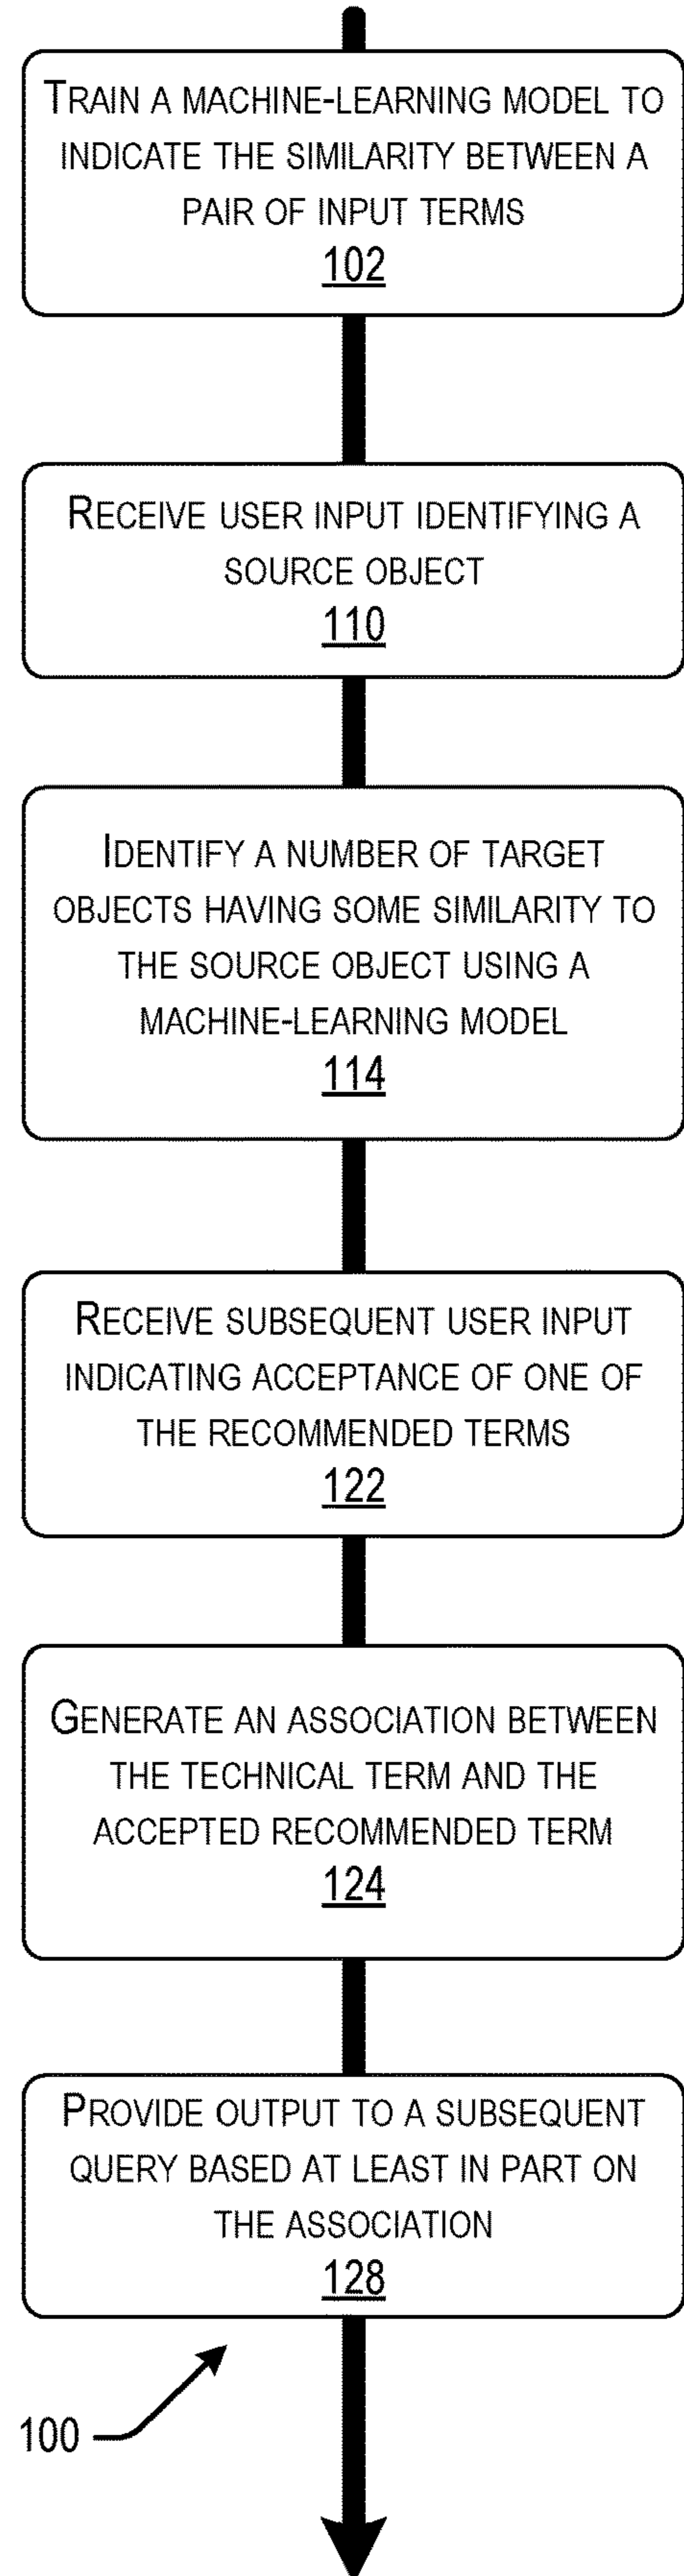 TRAIN A MACHINE-LEARNING MODEL TO
INDICATE THE SIMILARITY BETWEEN A
PAIR OF INPUT TERMS
102
RECEIVE USER INPUT IDENTIFYING A
SOURCE OBJECT
110
IDENTIFY A NUMBER OF TARGET
OBJECTS HAVING SOME SIMILARITY TO
THE SOURCE OBJECT USING A
MACHINE-LEARNING MODEL
114
RECEIVE SUBSEQUENT USER INPUT
INDICATING ACCEPTANCE OF ONE OF
THE RECOMMENDED TERMS
122
GENERATE AN ASSOCIATION BETWEEN
THE TECHNICAL TERM AND THE
ACCEPTED RECOMMENDED TERM
124
PROVIDE OUTPUT TO A SUBSEQUENT
QUERY BASED AT LEAST IN PART ON
THE ASSOCIATION
128
100